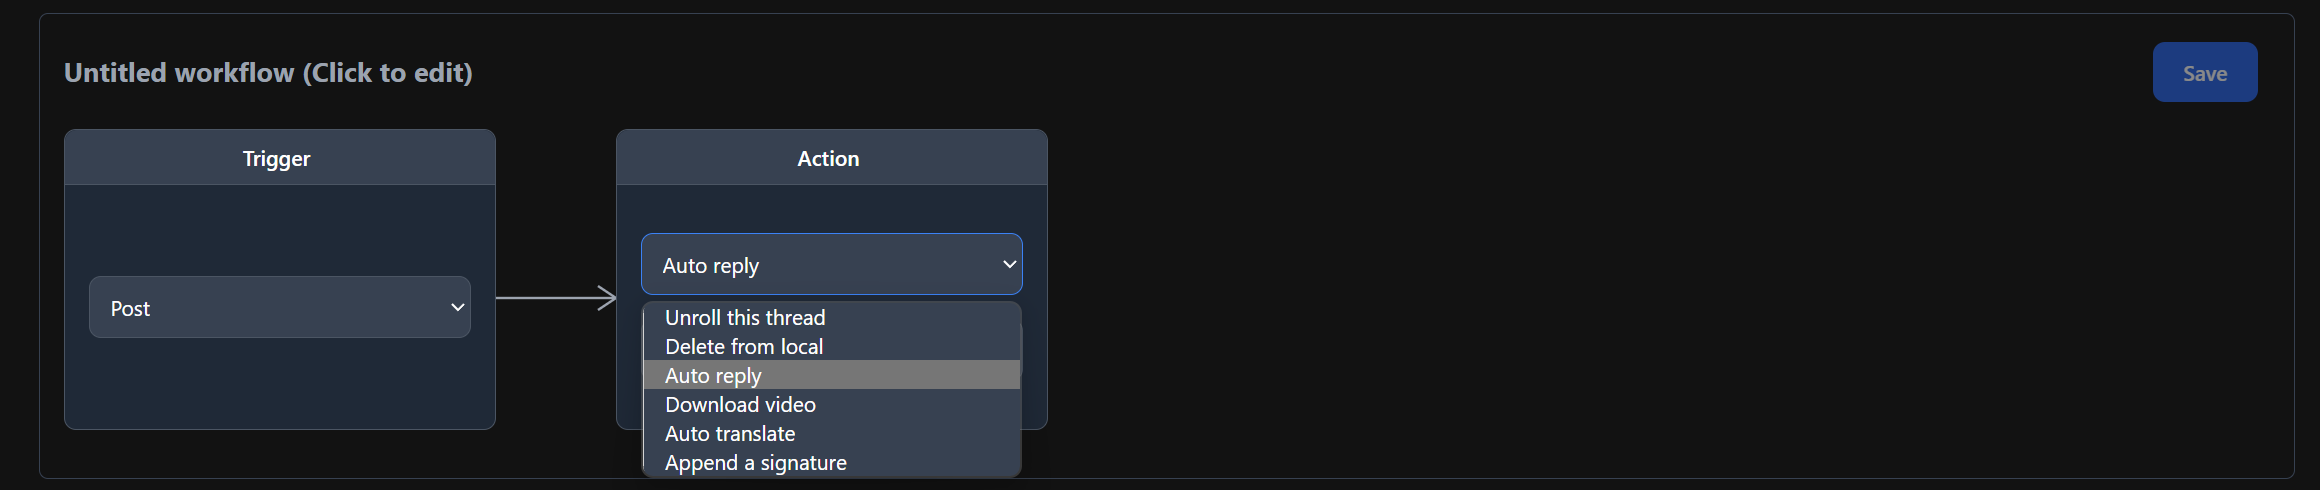 Untitled workflow (Click to edit)
Save
Trigger
Post
Action
Auto reply
Unroll this thread
Delete from local
Auto reply
Download video
Auto translate
Append a signature